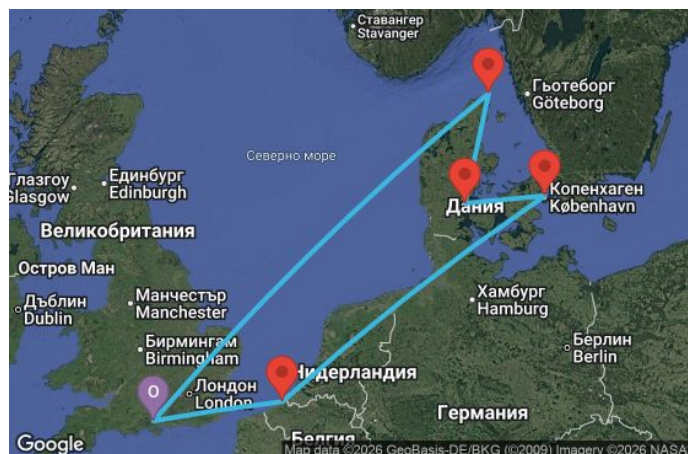 Ставангер
Stavanger
Гьотеборг
Göteborg
Северно море
Глазгоу
Glasgow
Единбург
Edinburgh
Копенхаген
København
Дания
Великобритания
Остров Ман
Дъблин
Dublin
Манчестър
Manchester
Хамбург
Hamburg
Бирмингам
Birmingham
Берлин
Berlin
Нидерландия
O
Лондон
London
Германия
Белгия
Google
Map data ©2026 GeoBasis-DE/BKG (©2009) Imagery ©2026 NASA